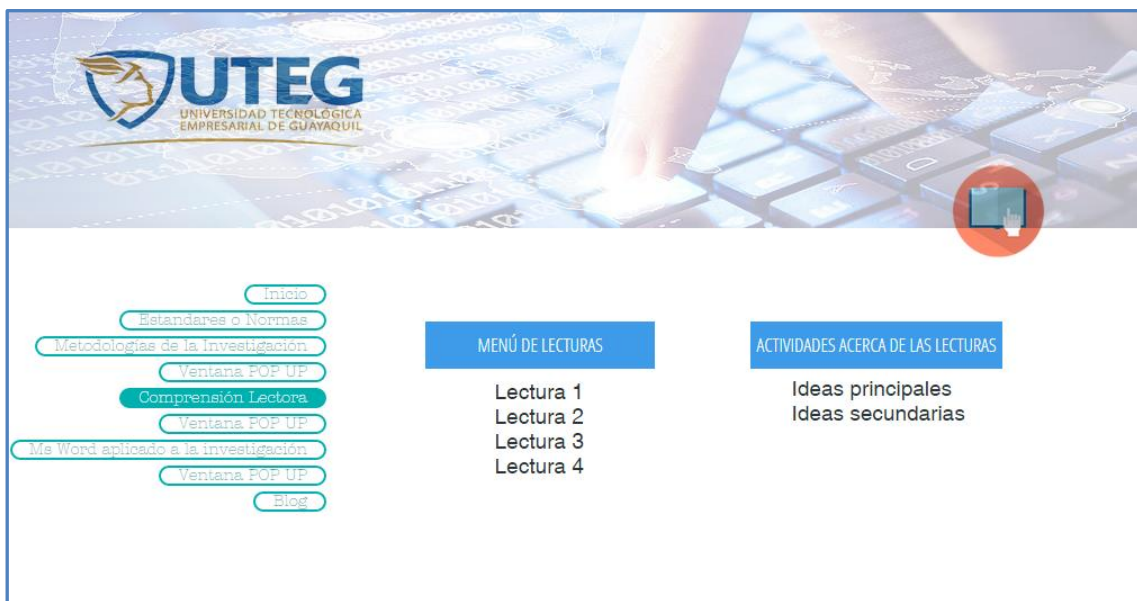 UTEG
UNIVERSIDAD TECNOLÓGICA
EMPRESARIAL DE GUAYAQUIL
Inicio
Estandares o Normas
Metodologías de la Investigación
Ventana POP UP
Comprensión Lectora
Ventana POP UP
Ms Word aplicado a la investigación
Ventana POP UP
Blog
MENÚ DE LECTURAS
Lectura 1
Lectura 2
Lectura 3
Lectura 4
ACTIVIDADES ACERCA DE LAS LECTURAS
Ideas principales
Ideas secundarias